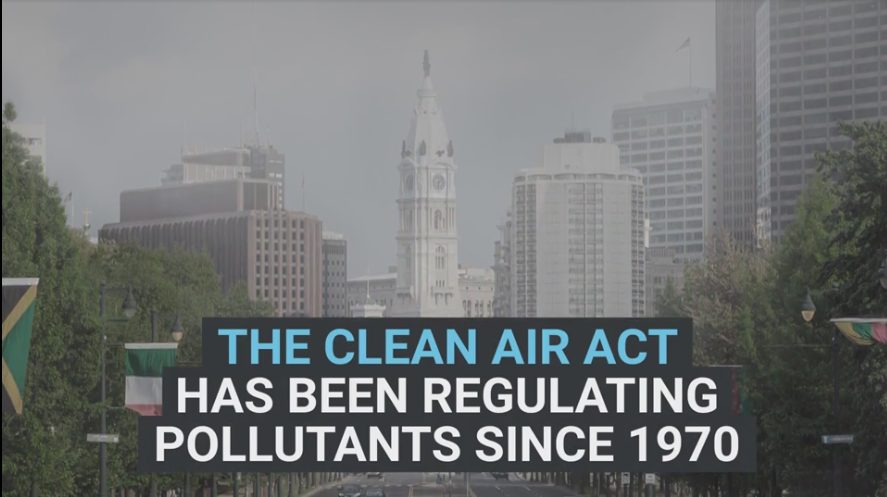 THE CLEAN AIR ACT
HAS BEEN REGULATING
POLLUTANTS SINCE 1970